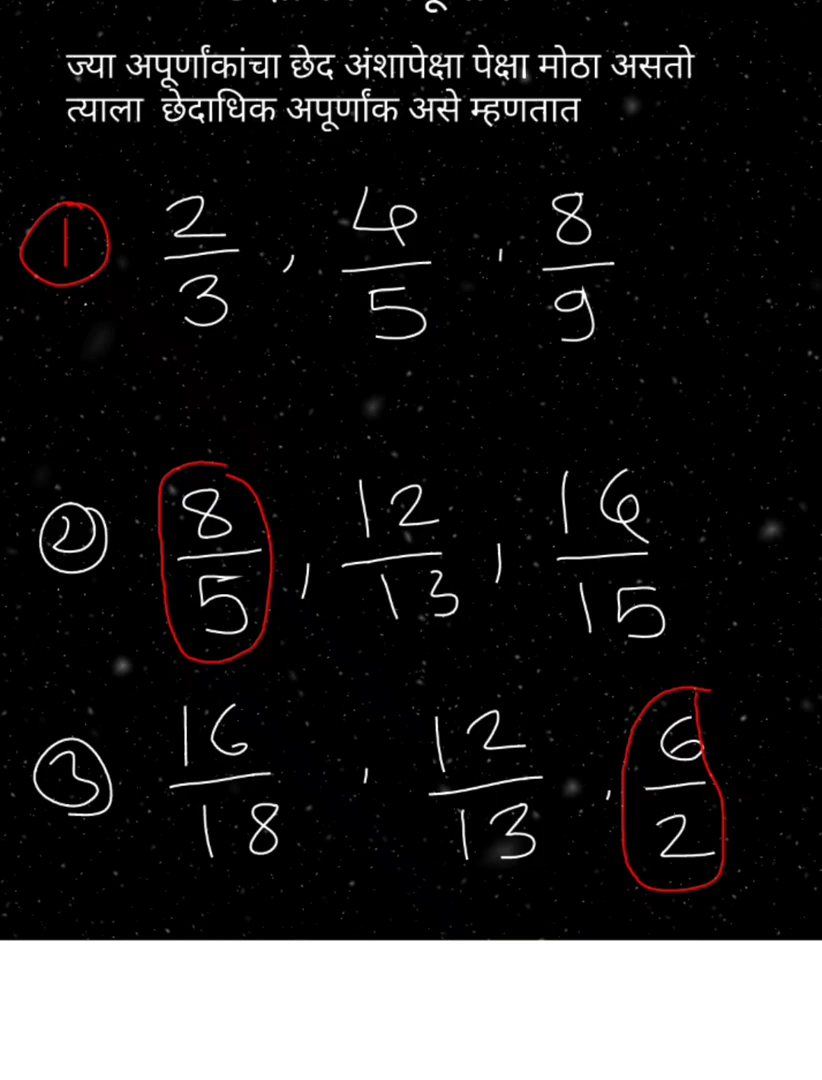 ज्या अपूर्णांकांचा छेद अंशापेक्षा पेक्षा मोठा असतो
त्याला छेदाधिक अपूर्णांक असे म्हणतात
1 2/3 , 4/5 , 8/9
2 8/5 , 12/13 , 16/15
3 16/18 , 12/13 , 6/2